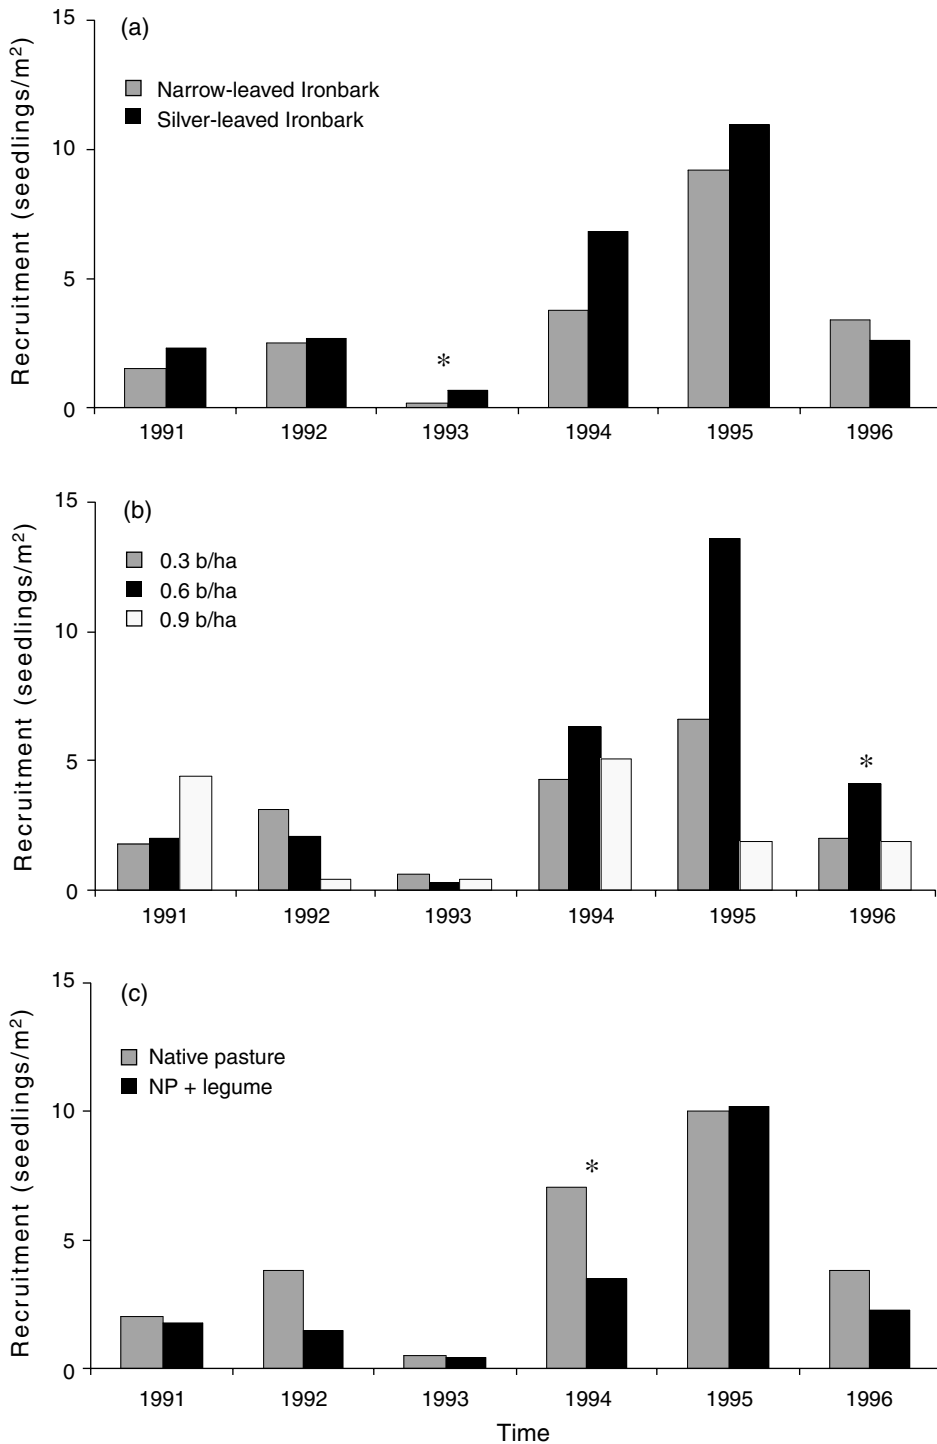 (a)
Narrow-leaved Ironbark
Silver-leaved Ironbark
Recruitment (seedlings/m²)
15
10
5
0
*
1991 1992 1993 1994 1995 1996
(b)
0.3 b/ha
0.6 b/ha
0.9 b/ha
Recruitment (seedlings/m²)
15
10
5
0
*
1991 1992 1993 1994 1995 1996
(c)
Native pasture
NP + legume
Recruitment (seedlings/m²)
15
10
5
0
*
1991 1992 1993 1994 1995 1996
Time